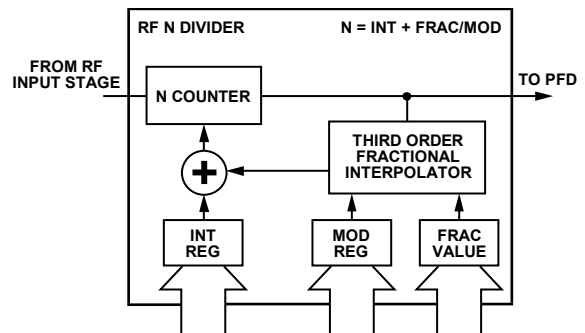 RF N DIVIDER
N = INT + FRAC/MOD
FROM RF
INPUT STAGE
TO PFD
N COUNTER
THIRD ORDER
FRACTIONAL
INTERPOLATOR
+
INT
REG
MOD
REG
FRAC
VALUE